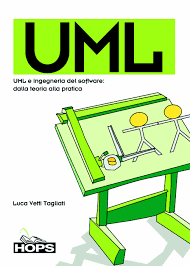 UML
UML e ingegneria del software:
dalla teoria alla pratica
Luca Vetti Tagliati
HOPS